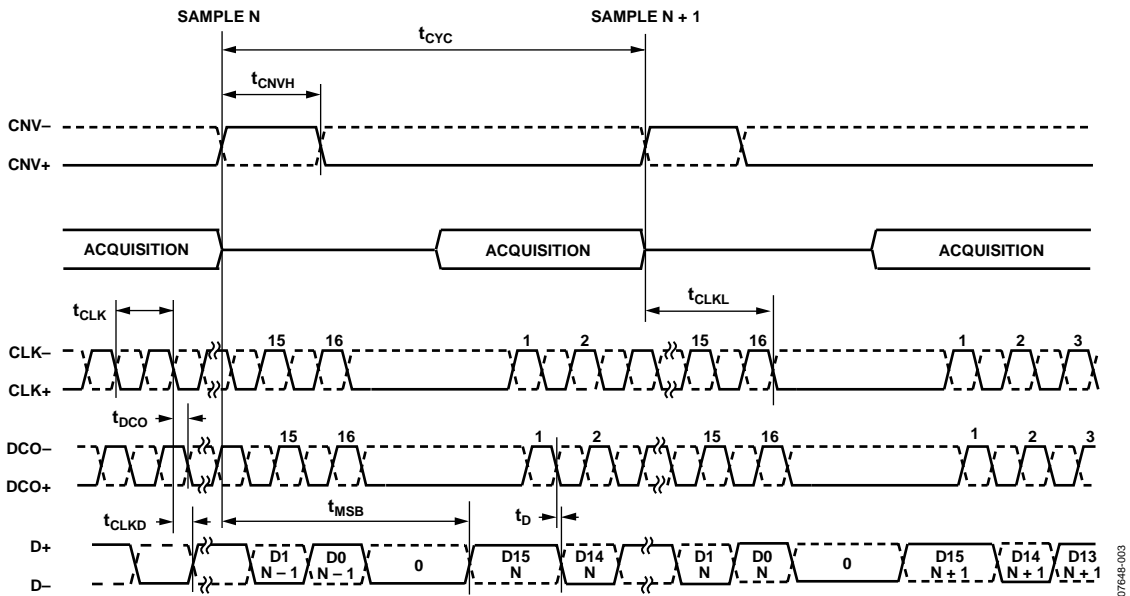 SAMPLE N SAMPLE N + 1
tCYC
tCNVH
CNV–
CNV+
ACQUISITION ACQUISITION ACQUISITION
tCLK tCLKL
15 16 1 2 15 16 1 2 3
CLK–
CLK+
tDCO
15 16 1 2 15 16 1 2 3
DCO–
DCO+
tCLKD tMSB tD
D+
D–
D1 N – 1
D0 N – 1
0
D15 N
D14 N
D1 N
D0 N
0
D15 N + 1
D14 N + 1
D13 N + 1
07648-003